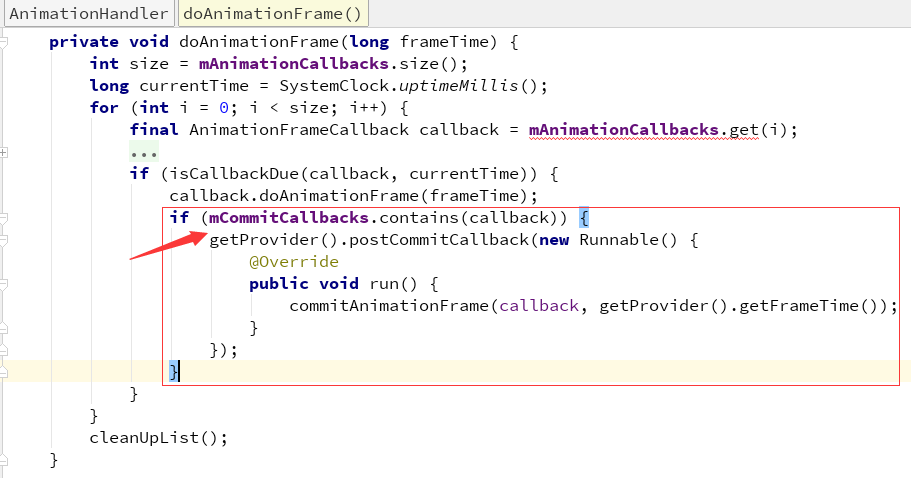 AnimationHandler doAnimationFrame()
private void doAnimationFrame(long frameTime) {
    int size = mAnimationCallbacks.size();
    long currentTime = SystemClock.uptimeMillis();
    for (int i = 0; i < size; i++) {
        final AnimationFrameCallback callback = mAnimationCallbacks.get(i);
        ...
        if (isCallbackDue(callback, currentTime)) {
            callback.doAnimationFrame(frameTime);
            if (mCommitCallbacks.contains(callback)) {
                getProvider().postCommitCallback(new Runnable() {
                    @Override
                    public void run() {
                        commitAnimationFrame(callback, getProvider().getFrameTime());
                    }
                });
            }
        }
    }
    cleanUpList();
}